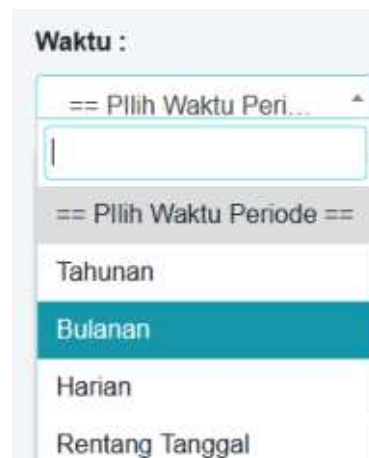 Waktu :
== PIlih Waktu Peri...
== PIlih Waktu Periode ==
Tahunan
Bulanan
Harian
Rentang Tanggal